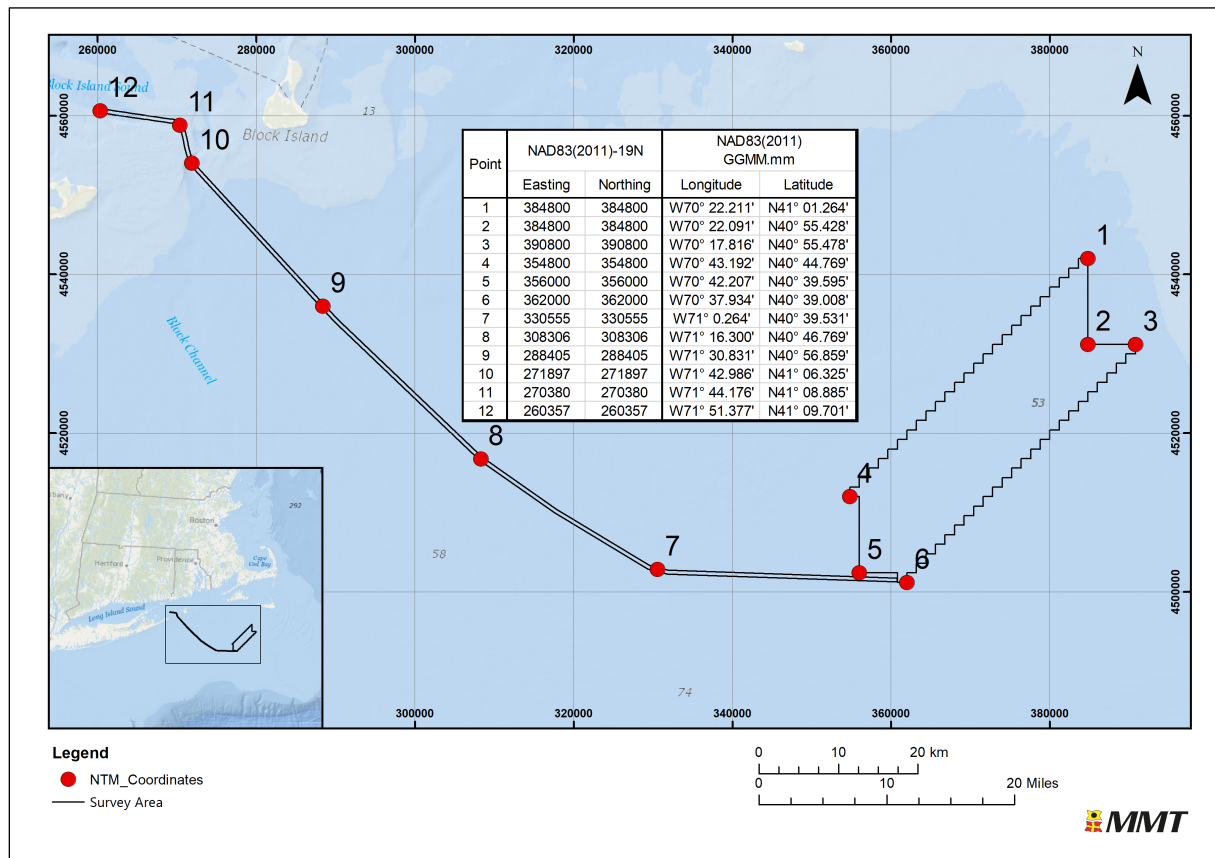 260000 280000 300000 320000 340000 360000 380000
N
Block Island Sound
12
11
10
13
Block Island
4560000
4560000
Point NAD83(2011)-19N NAD83(2011)
GGMM.mm
Easting Northing Longitude Latitude
1 384800 384800 W70° 22.211' N41° 01.264'
2 384800 384800 W70° 22.091' N40° 55.428'
3 390800 390800 W70° 17.816' N40° 55.478'
4 354800 354800 W70° 43.192' N40° 44.769'
5 356000 356000 W70° 42.207' N40° 39.595'
6 362000 362000 W70° 37.934' N40° 39.008'
7 330555 330555 W71° 0.264' N40° 39.531'
8 308306 308306 W71° 16.300' N40° 46.769'
9 288405 288405 W71° 30.831' N40° 56.859'
10 271897 271897 W71° 42.986' N41° 06.325'
11 270380 270380 W71° 44.176' N41° 08.885'
12 260357 260357 W71° 51.377' N41° 09.701'
1
4540000
4540000
9
2 3
Block Channel
53
4520000
4520000
8
4
58
7
5
6
4500000
4500000
74
292
Boston
Hartford
Providence
Cape
Cod Bay
Long Island Sound
300000 320000 340000 360000 380000
Legend
NTM_Coordinates
Survey Area
0 10 20 km
0 10 20 Miles
MMT